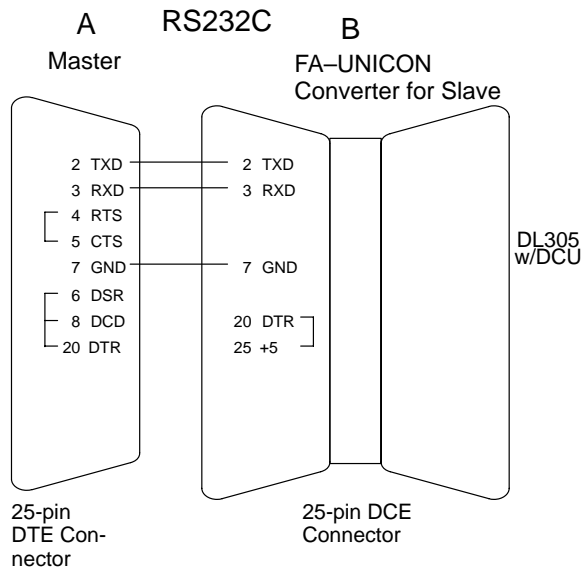 RS232C
A
Master
B
FA–UNICON
Converter for Slave
2 TXD
3 RXD
4 RTS
5 CTS
7 GND
6 DSR
8 DCD
20 DTR
2 TXD
3 RXD
7 GND
20 DTR
25 +5
DL305
w/DCU
25-pin
DTE Con-
nector
25-pin DCE
Connector